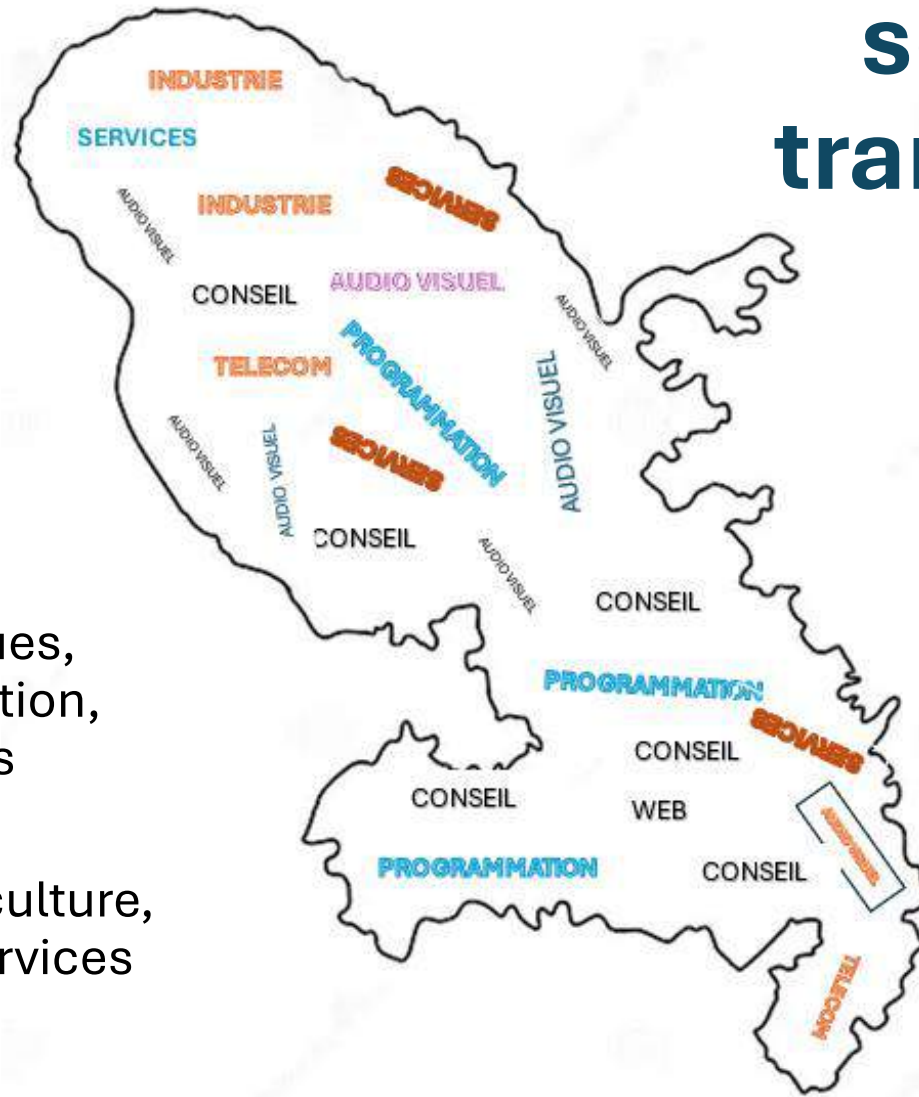 s
tran
INDUSTRIE
SERVICES
INDUSTRIE
SERVICES
AUDIO VISUEL
CONSEIL
AUDIO VISUEL
AUDIO VISUEL
TELECOM
PROGRAMMATION
AUDIO VISUEL
AUDIO VISUEL
AUDIO VISUEL
SERVICES
CONSEIL
AUDIO VISUEL
CONSEIL
ues,
tion,
s
PROGRAMMATION
SERVICES
CONSEIL
CONSEIL
WEB
PROGRAMMATION
CONSEIL
culture,
rvices
TELECOM